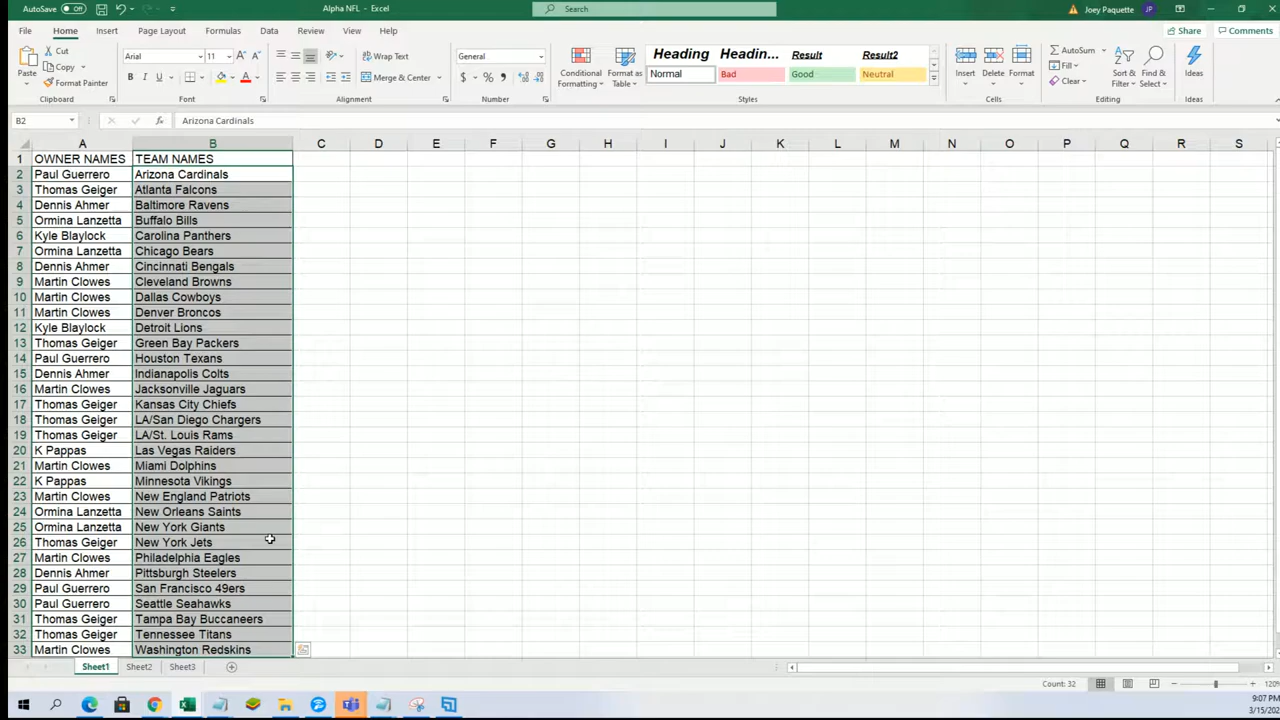 AutoSave Off
Alpha NFL - Excel
Search
Joey Paquette JP
File Home Insert Page Layout Formulas Data Review View Help
Share Comments
Paste Cut
Copy
Format Painter
Clipboard
Arial 11
B I U
Font
Wrap Text
Merge & Center
Alignment
General
$ % ,
Number
Conditional Formatting
Format as Table
Heading Headin... Result Result2
Normal Bad Good Neutral
Styles
Insert Delete Format
Cells
AutoSum
Fill
Clear
Sort & Filter
Find & Select
Editing
Ideas
Ideas
B2 fx Arizona Cardinals
A B C D E F G H I J K L M N O P Q R S
1 OWNER NAMES TEAM NAMES
2 Paul Guerrero Arizona Cardinals
3 Thomas Geiger Atlanta Falcons
4 Dennis Ahmer Baltimore Ravens
5 Ormina Lanzetta Buffalo Bills
6 Kyle Blaylock Carolina Panthers
7 Ormina Lanzetta Chicago Bears
8 Dennis Ahmer Cincinnati Bengals
9 Martin Clowes Cleveland Browns
10 Martin Clowes Dallas Cowboys
11 Martin Clowes Denver Broncos
12 Kyle Blaylock Detroit Lions
13 Thomas Geiger Green Bay Packers
14 Paul Guerrero Houston Texans
15 Dennis Ahmer Indianapolis Colts
16 Martin Clowes Jacksonville Jaguars
17 Thomas Geiger Kansas City Chiefs
18 Thomas Geiger LA/San Diego Chargers
19 Thomas Geiger LA/St. Louis Rams
20 K Pappas Las Vegas Raiders
21 Martin Clowes Miami Dolphins
22 K Pappas Minnesota Vikings
23 Martin Clowes New England Patriots
24 Ormina Lanzetta New Orleans Saints
25 Ormina Lanzetta New York Giants
26 Thomas Geiger New York Jets
27 Martin Clowes Philadelphia Eagles
28 Dennis Ahmer Pittsburgh Steelers
29 Paul Guerrero San Francisco 49ers
30 Paul Guerrero Seattle Seahawks
31 Thomas Geiger Tampa Bay Buccaneers
32 Thomas Geiger Tennessee Titans
33 Martin Clowes Washington Redskins
Sheet1 Sheet2 Sheet3
Count: 32
120%
9:07 PM
3/15/202